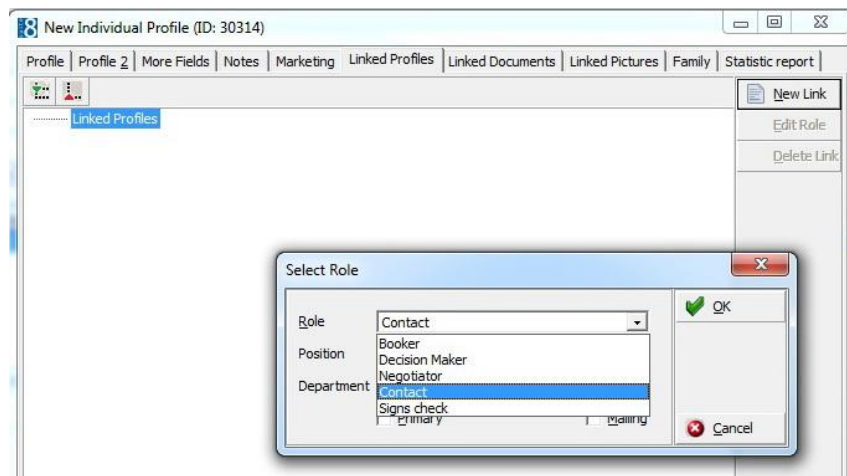 8 New Individual Profile (ID: 30314)
Profile Profile 2 More Fields Notes Marketing Linked Profiles Linked Documents Linked Pictures Family Statistic report
New Link
Linked Profiles
Edit Role
Delete Link
Select Role
OK
Role Contact
Booker
Position
Decision Maker
Negotiator
Department
Contact
Signs check
Primary Mailing
Cancel